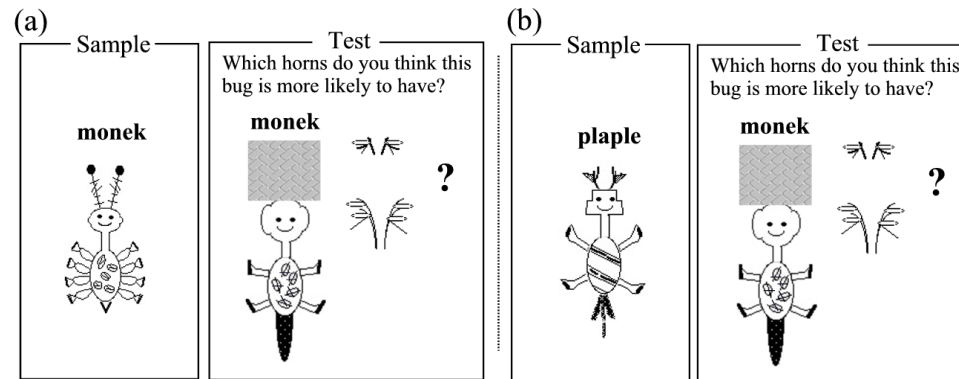 (a)
Sample
monek
Test
Which horns do you think this
bug is more likely to have?
monek
?
(b)
Sample
plaple
Test
Which horns do you think this
bug is more likely to have?
monek
?